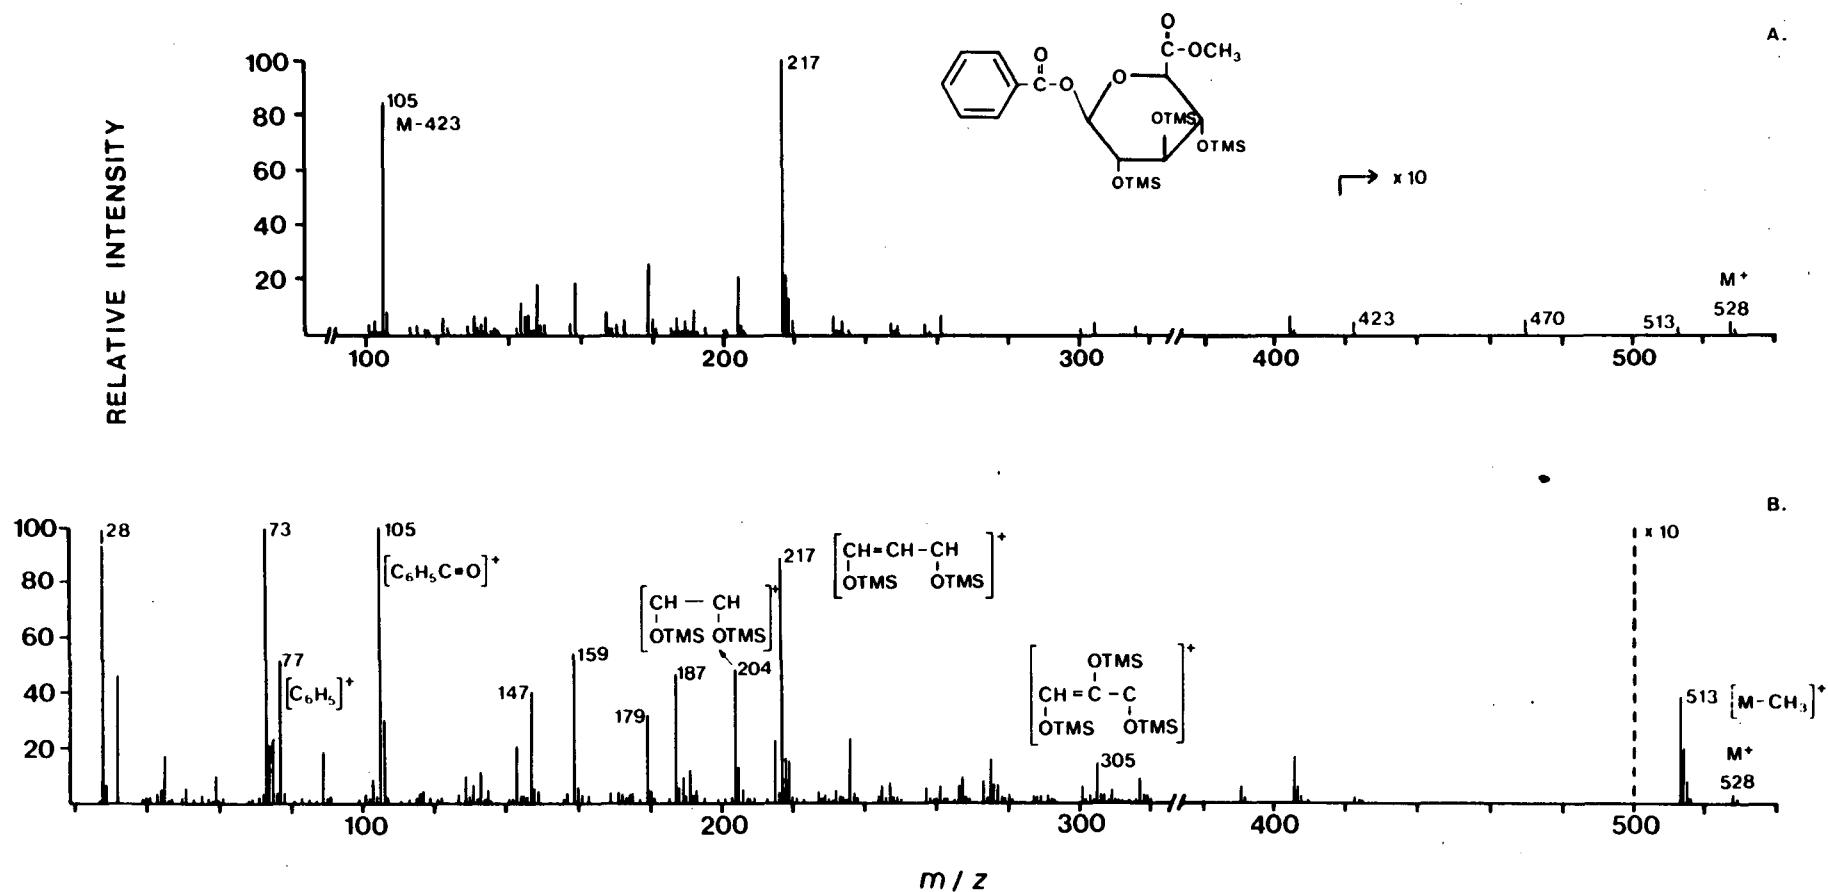 A.
RELATIVE INTENSITY
100
80
60
40
20
105
M-423
217
O
C-OCH3
O
C-O
O
OTMS
OTMS
OTMS
x 10
423
470
513
M+
528
100
200
300
400
500
B.
100
80
60
40
20
28
73
77
[C6H5]+
105
[C6H5C≡O]+
147
159
179
187
[CH — CH
OTMS OTMS]+
204
217
[CH=CH-CH
OTMS OTMS]+
[OTMS
CH=C-C
OTMS OTMS]+
305
x 10
513 [M-CH3]+
M+
528
100
200
300
400
500
m/z